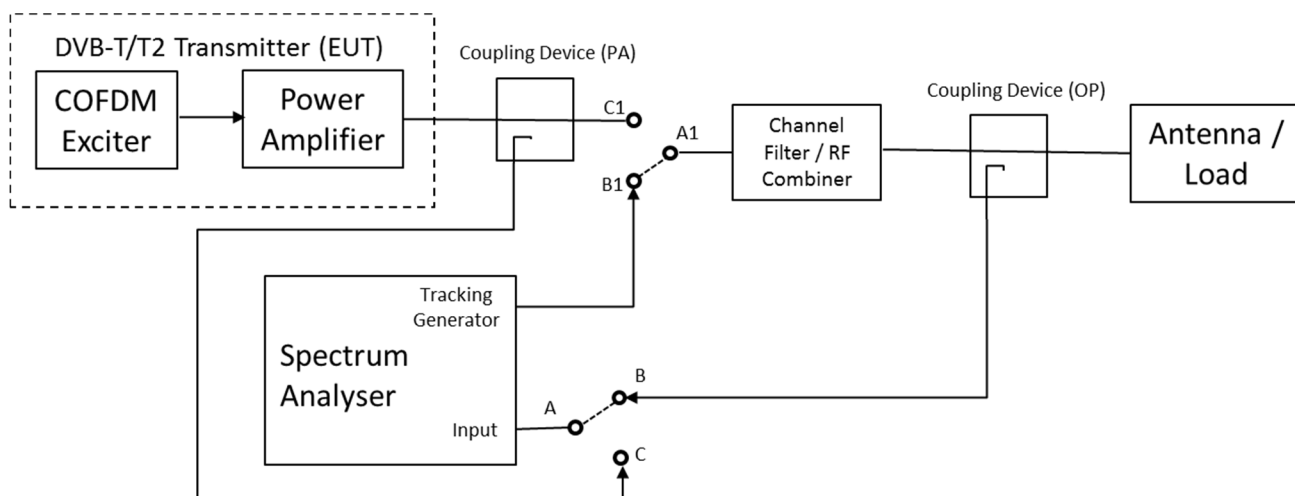 DVB-T/T2 Transmitter (EUT)
COFDM
Exciter
Power
Amplifier
Coupling Device (PA)
C1
A1
B1
Channel
Filter / RF
Combiner
Coupling Device (OP)
Antenna /
Load
Tracking
Generator
Spectrum
Analyser
Input
A
B
C